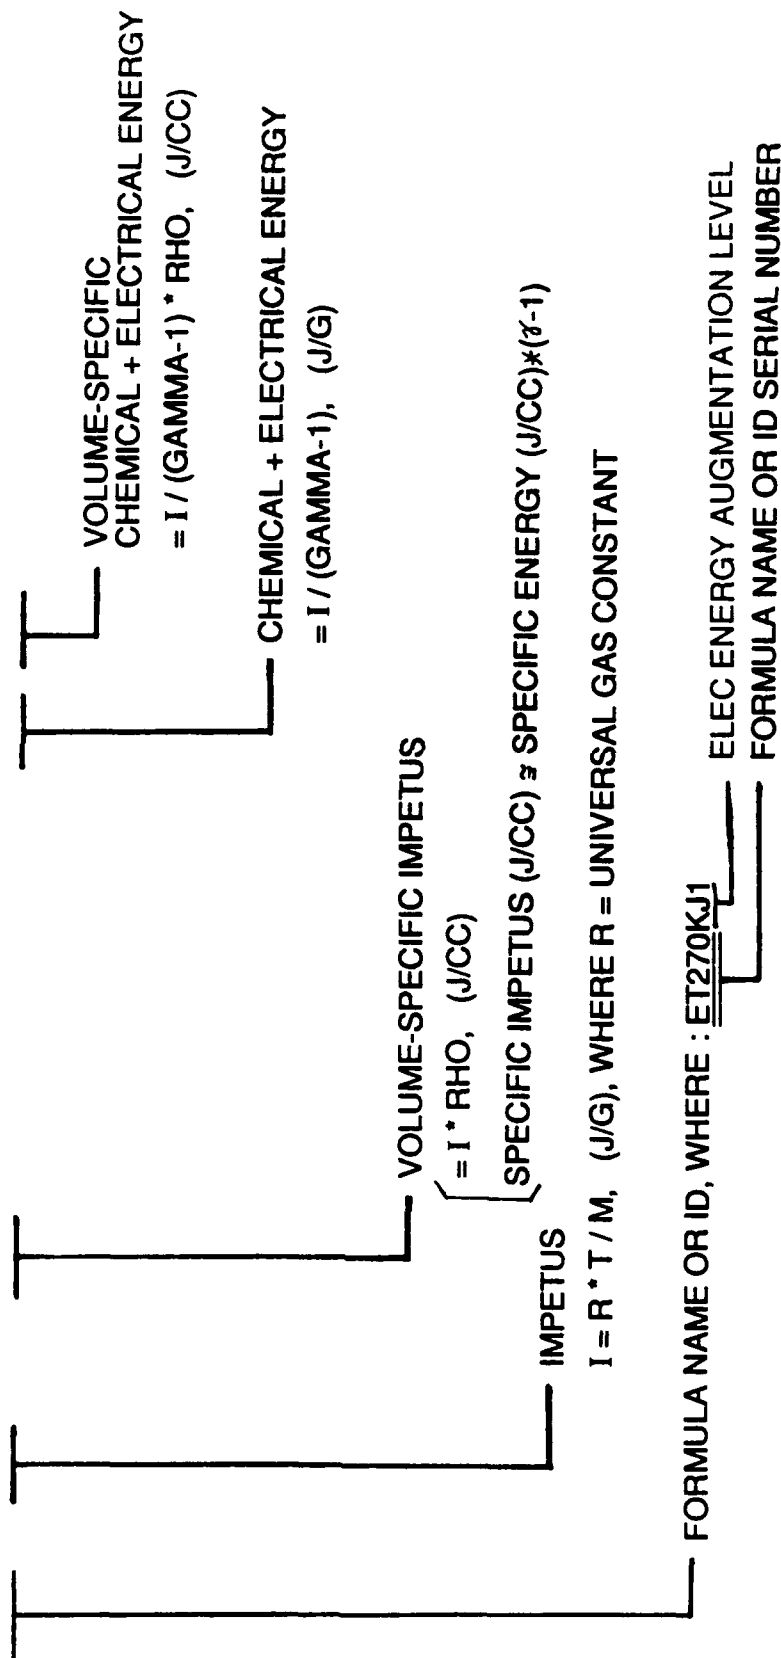 VOLUME-SPECIFIC
CHEMICAL + ELECTRICAL ENERGY
= I / (GAMMA-1) * RHO, (J/CC)
CHEMICAL + ELECTRICAL ENERGY
= I / (GAMMA-1), (J/G)
VOLUME-SPECIFIC IMPETUS
= I * RHO, (J/CC)
SPECIFIC IMPETUS (J/CC) ≅ SPECIFIC ENERGY (J/CC)*(γ-1)
IMPETUS
I = R * T / M, (J/G), WHERE R = UNIVERSAL GAS CONSTANT
FORMULA NAME OR ID, WHERE : ET270KJ1
ELEC ENERGY AUGMENTATION LEVEL
FORMULA NAME OR ID SERIAL NUMBER